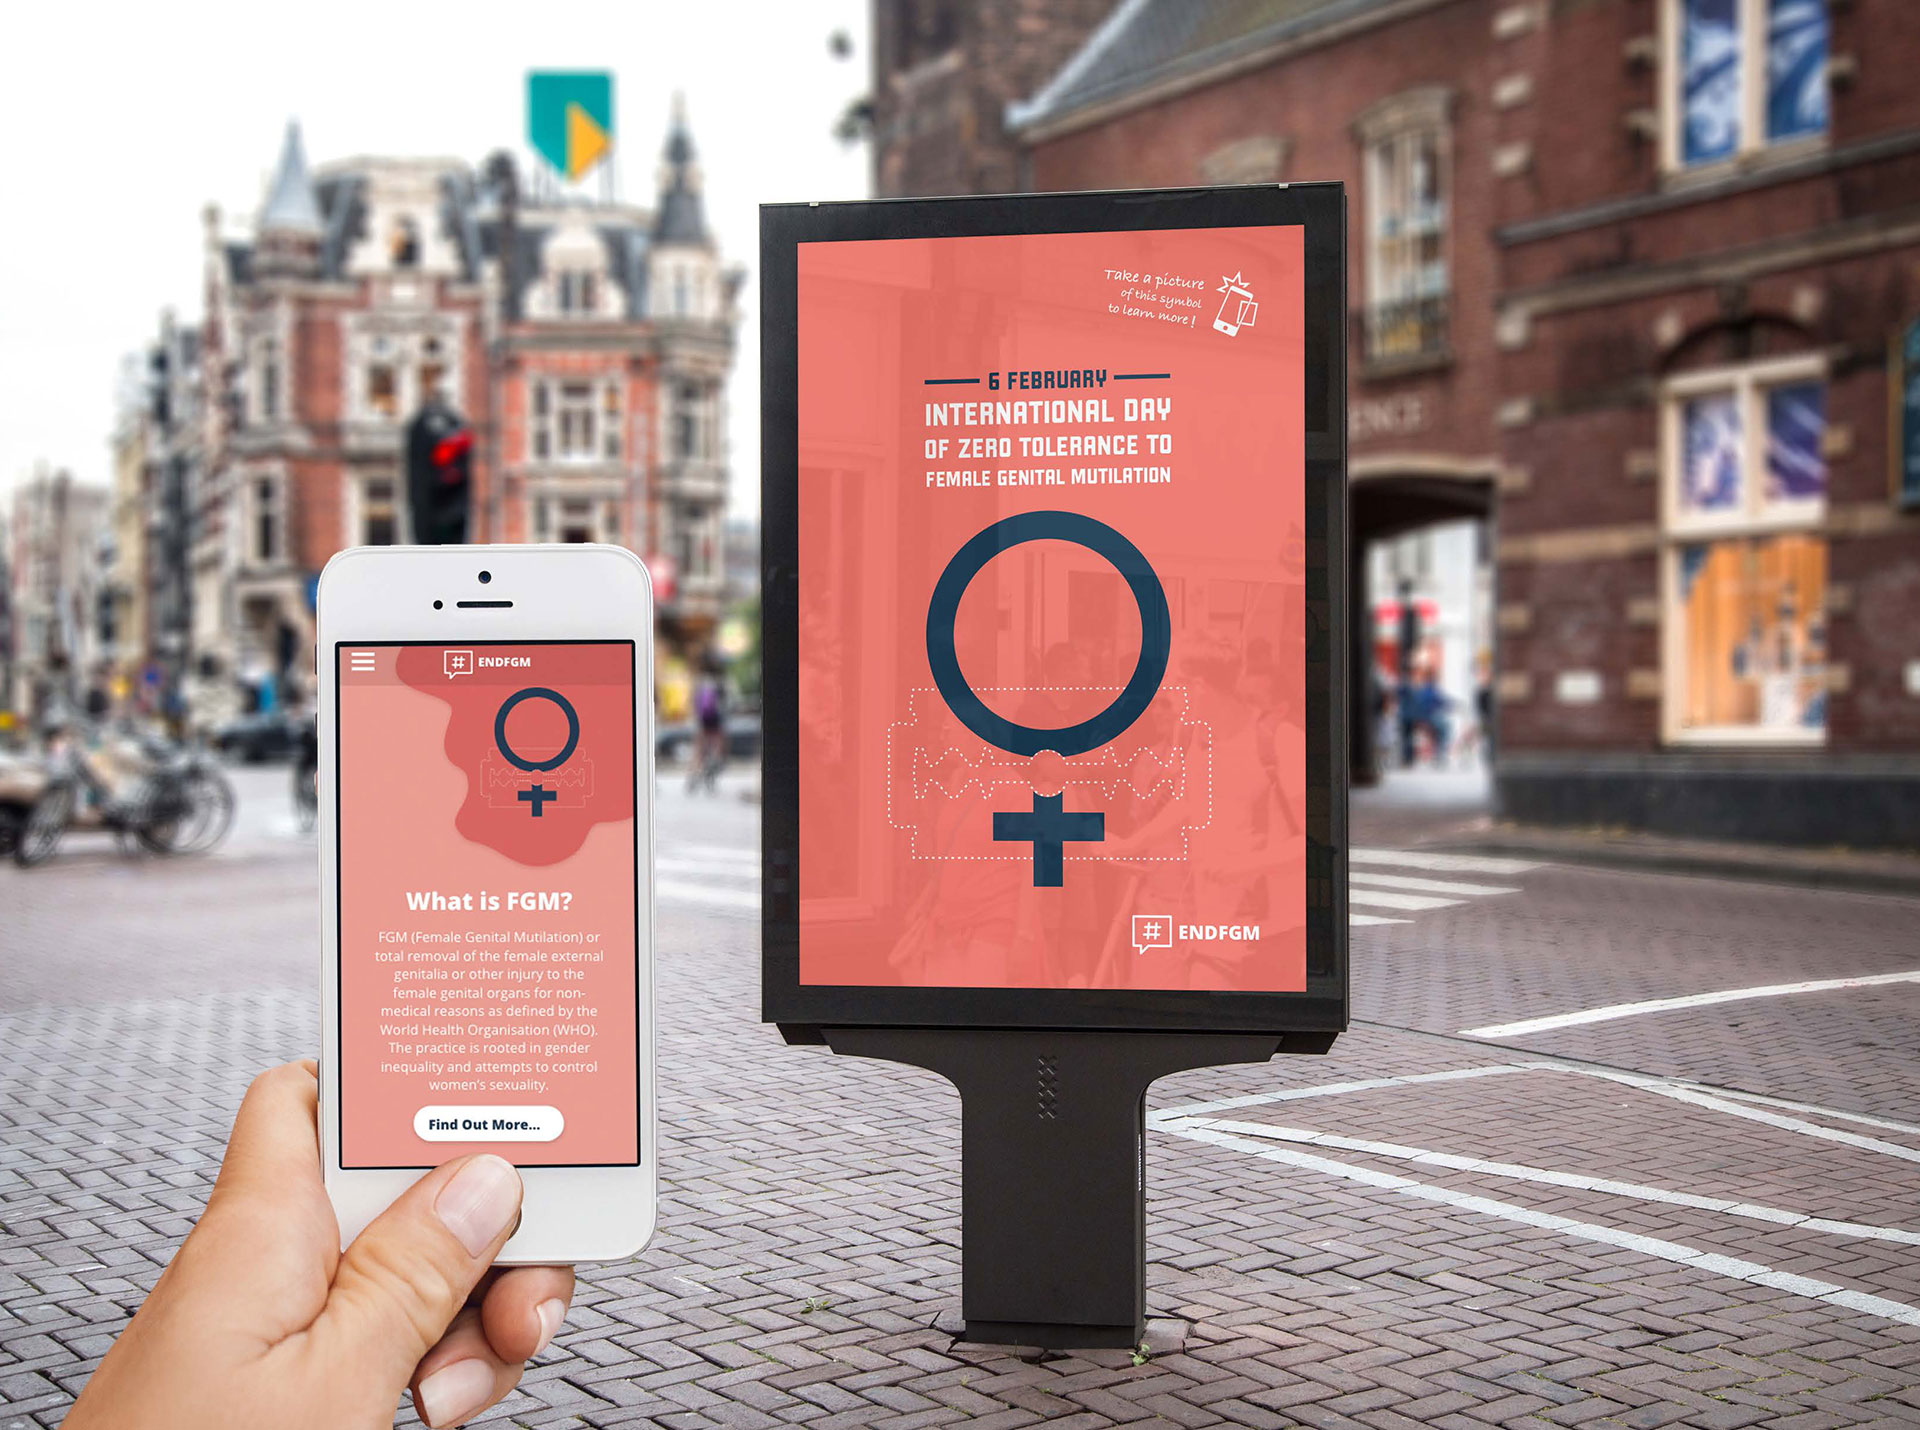 Take a picture
of this symbol
to learn more!
6 FEBRUARY
INTERNATIONAL DAY
OF ZERO TOLERANCE TO
FEMALE GENITAL MUTILATION
# ENDFGM
# ENDFGM
What is FGM?
FGM (Female Genital Mutilation) or
total removal of the female external
genitalia or other injury to the
female genital organs for non-
medical reasons as defined by the
World Health Organisation (WHO).
The practice is rooted in gender
inequality and attempts to control
women's sexuality.
Find Out More...